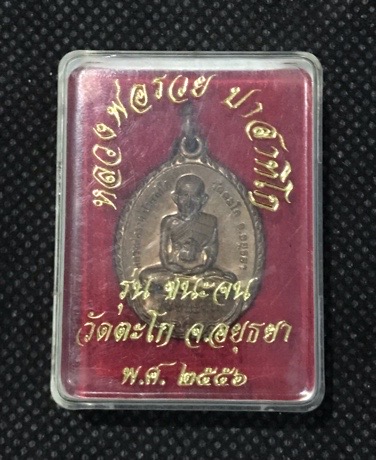 หลวงพ่อรวย ปาสาทิโก
รุ่น ชนะจน
วัดตะโก จ.อยุธยา
พ.ศ. ๒๕๕๖